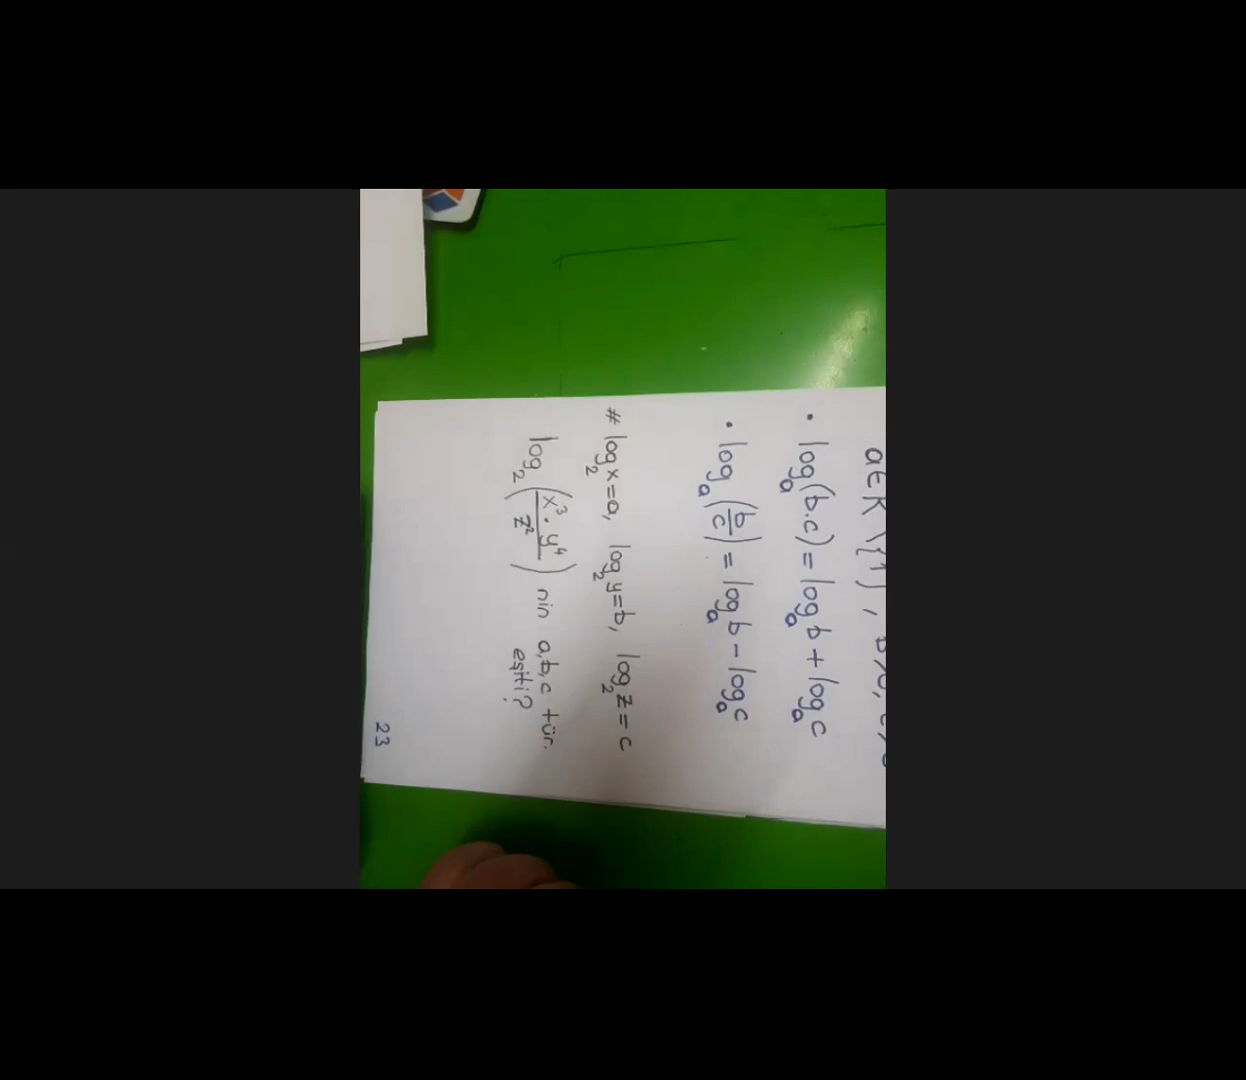 a∈R\{1}, b>0, c>0
• logₐ(b.c) = logₐb + logₐc
• logₐ(b/c) = logₐb - logₐc
# log₂x=a, log₂y=b, log₂z=c
log₂(x³.y⁴/z²) nin a,b,c tür.
eşiti?
23